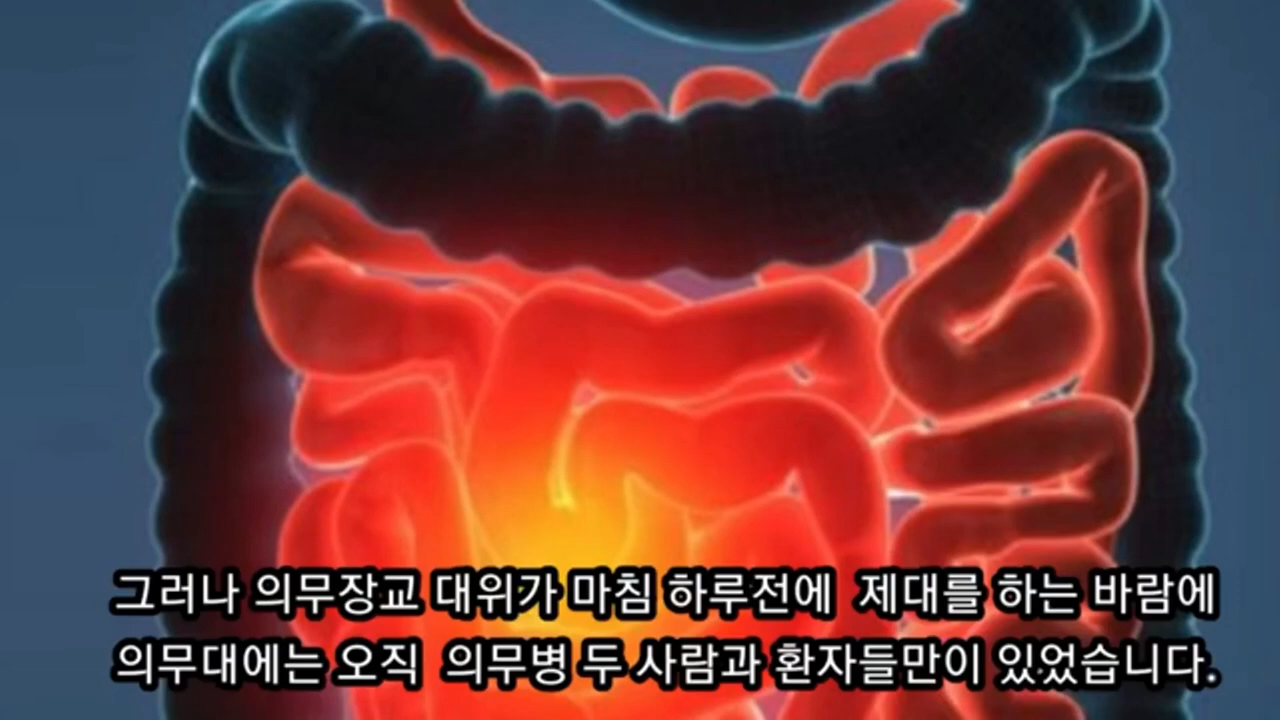 그러나 의무장교 대위가 마침 하루전에 제대를 하는 바람에
의무대에는 오직 의무병 두 사람과 환자들만이 있었습니다.